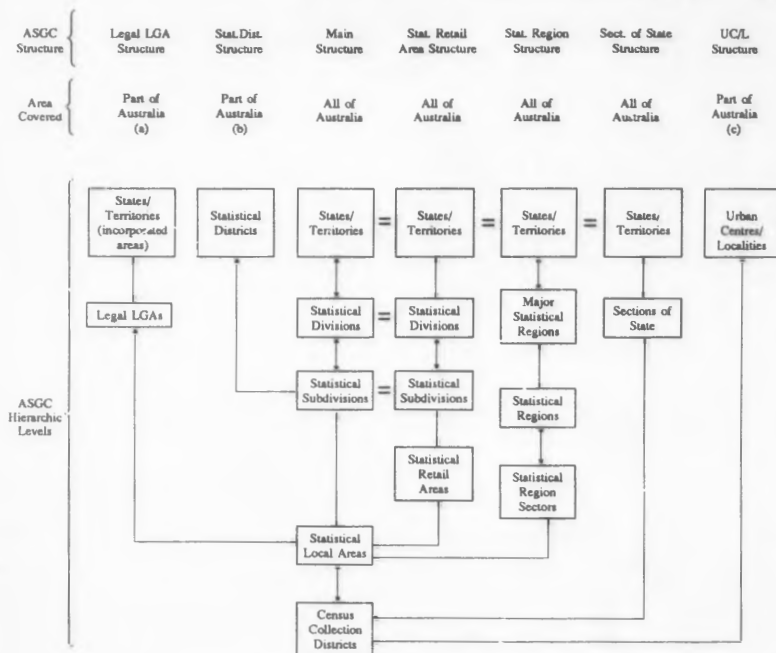 ASGC Structure
Legal LGA Structure
Stat.Dist. Structure
Main Structure
Stat. Retail Area Structure
Stat. Region Structure
Sect. of State Structure
UC/L Structure
Area Covered
Part of Australia (a)
Part of Australia (b)
All of Australia
All of Australia
All of Australia
All of Australia
Part of Australia (c)
ASGC Hierarchic Levels
States/ Territories (incorporated areas)
Statistical Districts
States/ Territories
=
States/ Territories
=
States/ Territories
=
States/ Territories
Urban Centres/ Localities
Legal LGAs
Statistical Divisions
=
Statistical Divisions
Major Statistical Regions
Sections of State
Statistical Subdivisions
=
Statistical Subdivisions
Statistical Regions
Statistical Retail Areas
Statistical Region Sectors
Statistical Local Areas
Census Collection Districts